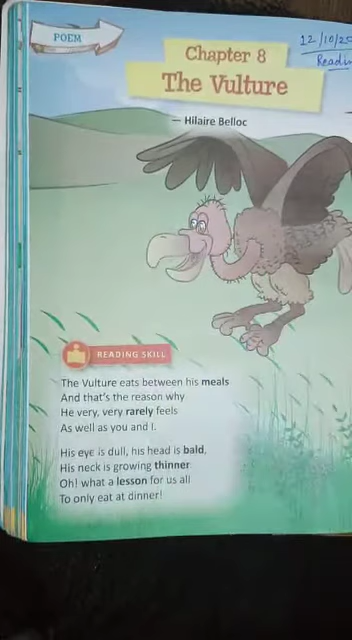 POEM
12/10/20
Chapter 8
Readin
The Vulture
— Hilaire Belloc
READING SKILL
The Vulture eats between his meals
And that's the reason why
He very, very rarely feels
As well as you and I.
His eye is dull, his head is bald,
His neck is growing thinner
Oh! what a lesson for us all
To only eat at dinner!